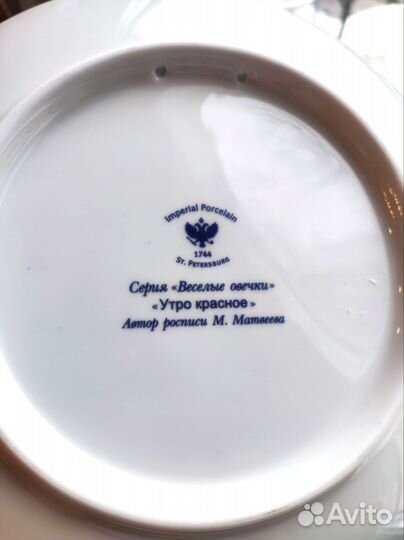 Imperial Porcelain
1744
St. Petersburg
Серия «Веселые овечки»
«Утро красное»
Автор росписи М. Матвеева
Avito